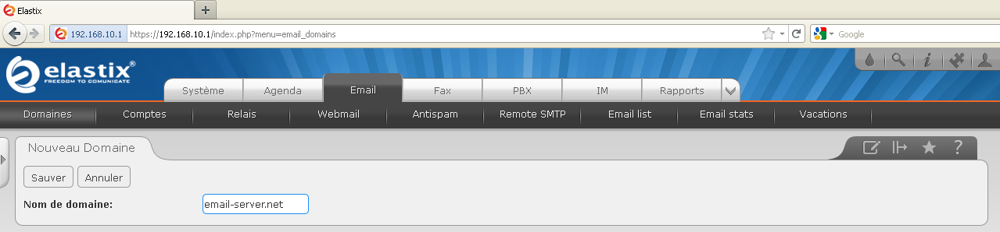 Elastix
192.168.10.1 https://192.168.10.1/index.php?menu=email_domains Google
elastix®
FREEDOM TO COMUNICATE
Système Agenda Email Fax PBX IM Rapports
Domaines Comptes Relais Webmail Antispam Remote SMTP Email list Email stats Vacations
Nouveau Domaine
Sauver Annuler
Nom de domaine: email-server.net